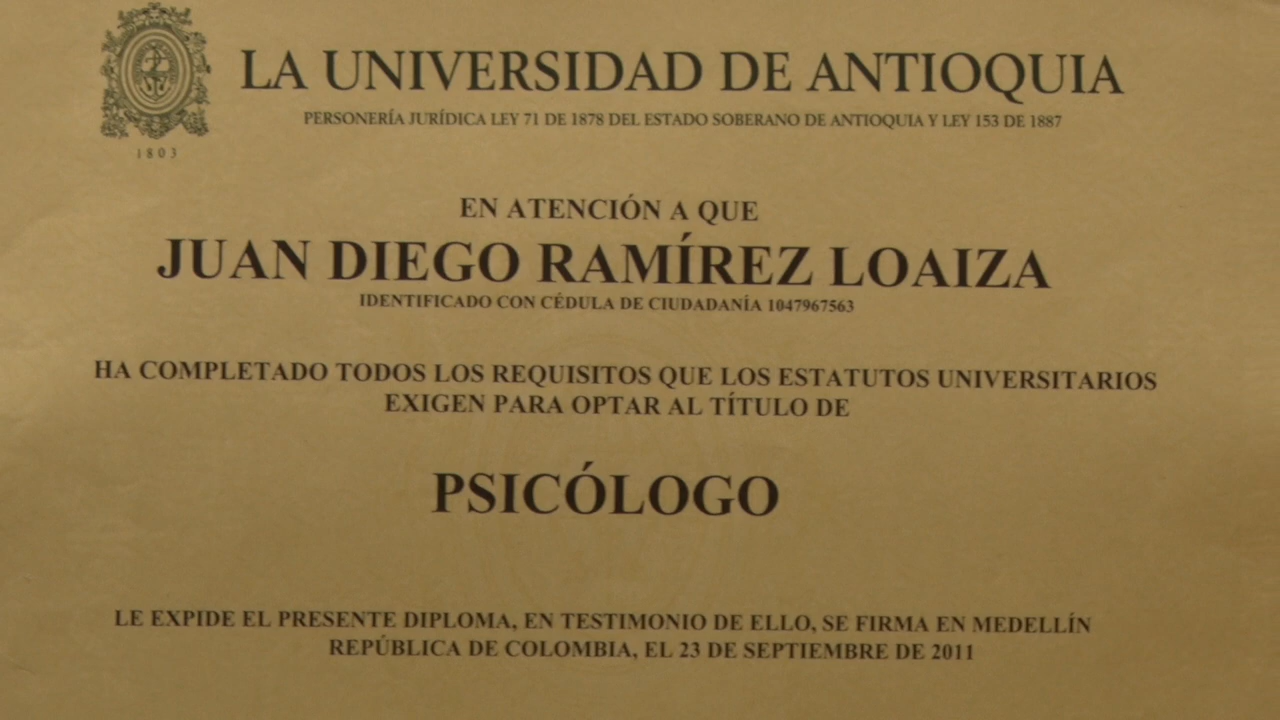 LA UNIVERSIDAD DE ANTIOQUIA
PERSONERÍA JURÍDICA LEY 71 DE 1878 DEL ESTADO SOBERANO DE ANTIOQUIA Y LEY 153 DE 1887
1803
EN ATENCIÓN A QUE
JUAN DIEGO RAMÍREZ LOAIZA
IDENTIFICADO CON CÉDULA DE CIUDADANÍA 1047967563
HA COMPLETADO TODOS LOS REQUISITOS QUE LOS ESTATUTOS UNIVERSITARIOS
EXIGEN PARA OPTAR AL TÍTULO DE
PSICÓLOGO
LE EXPIDE EL PRESENTE DIPLOMA, EN TESTIMONIO DE ELLO, SE FIRMA EN MEDELLÍN
REPÚBLICA DE COLOMBIA, EL 23 DE SEPTIEMBRE DE 2011